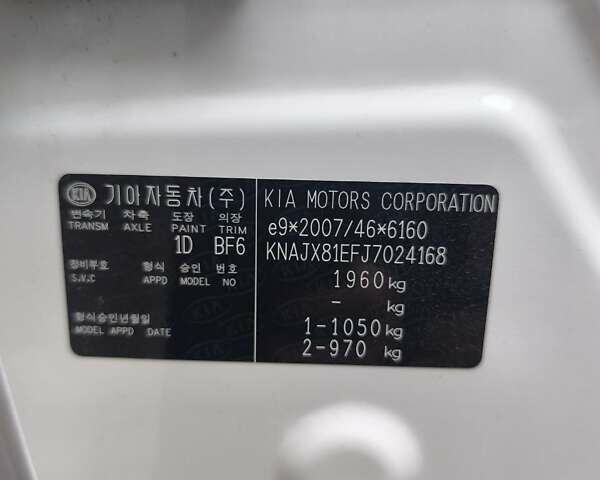 KIA 기아자동차(주)
변속기 차축 도장 의장
TRANSM AXLE PAINT TRIM
1D BF6
정비부호 형식 승인 번호
S.V.C APPD MODEL NO
형식승인년월일
MODEL APPD DATE
KIA MOTORS CORPORATION
e9*2007/46*6160
KNAJX81EFJ7024168
1960 kg
- kg
1-1050 kg
2-970 kg